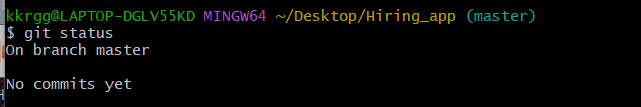 kkrgg@LAPTOP-DGLV55KD MINGW64 ~/Desktop/Hiring_app (master)
$ git status
On branch master

No commits yet